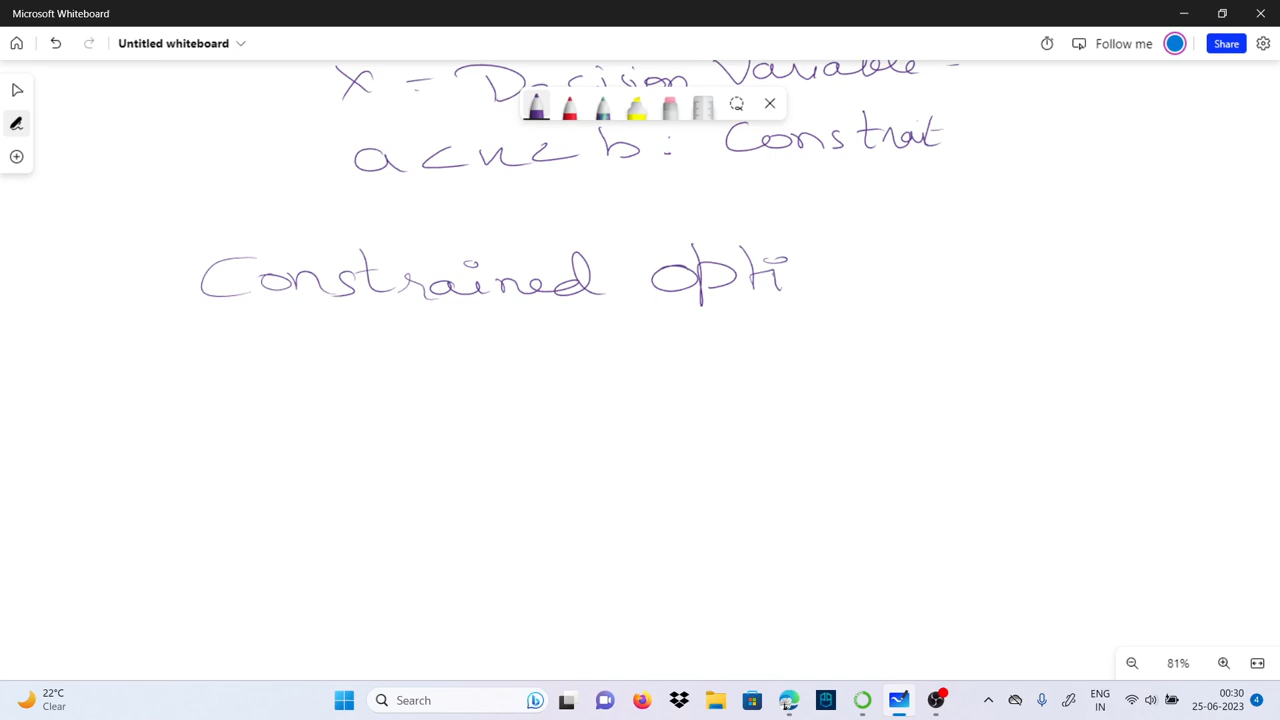 Microsoft Whiteboard
Untitled whiteboard
Follow me
Share
X = Decision Variable -
a < x < b : Constrait
Constrained opti
81%
22°C
Clear
Search
ENG
IN
00:30
25-06-2023
4